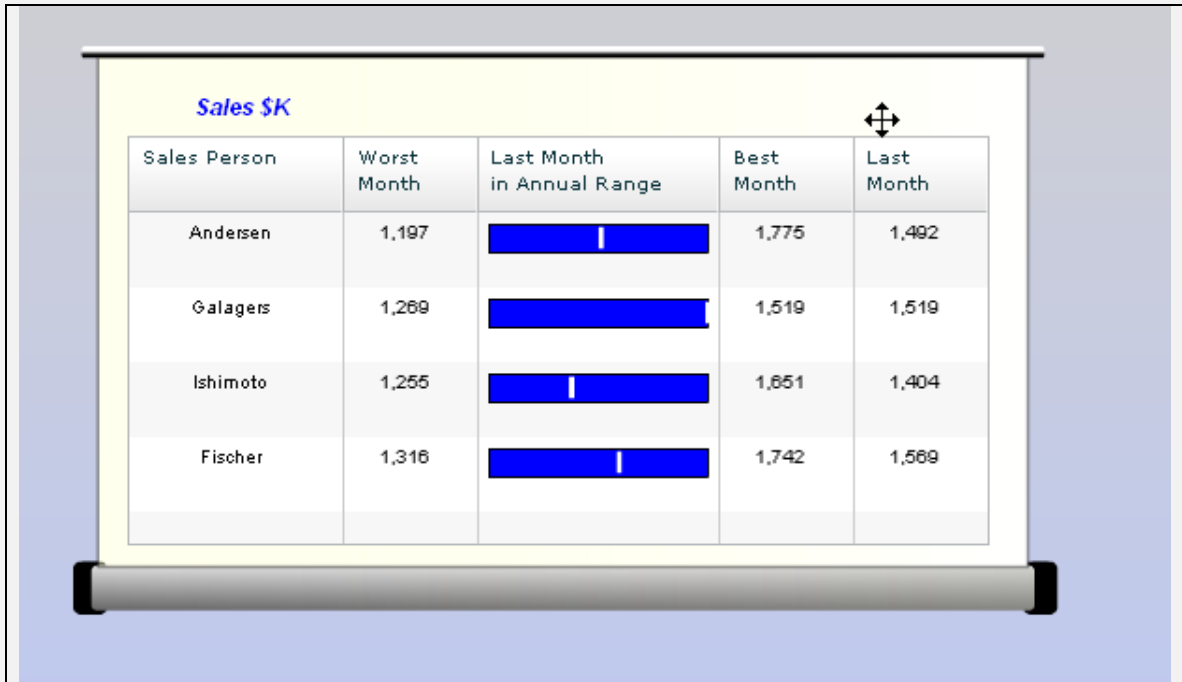 Sales $K
Sales Person Worst Month Last Month in Annual Range Best Month Last Month
Andersen 1,197 1,775 1,492
Galagers 1,269 1,519 1,519
Ishimoto 1,255 1,651 1,404
Fischer 1,316 1,742 1,569